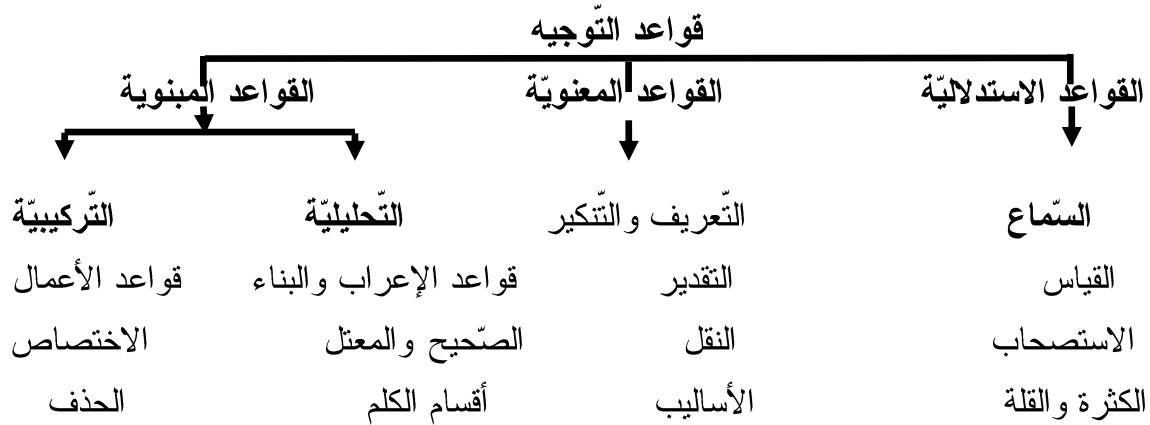 قواعد التّوجيه
القواعد الاستدلاليّة القواعد المعنويّة القواعد المبنوية
السّماع التّعريف والتّنكير التّحليليّة التّركيبيّة
القياس التقدير قواعد الإعراب والبناء قواعد الأعمال
الاستصحاب النقل الصّحيح والمعتل الاختصاص
الكثرة والقلة الأساليب أقسام الكلم الحذف